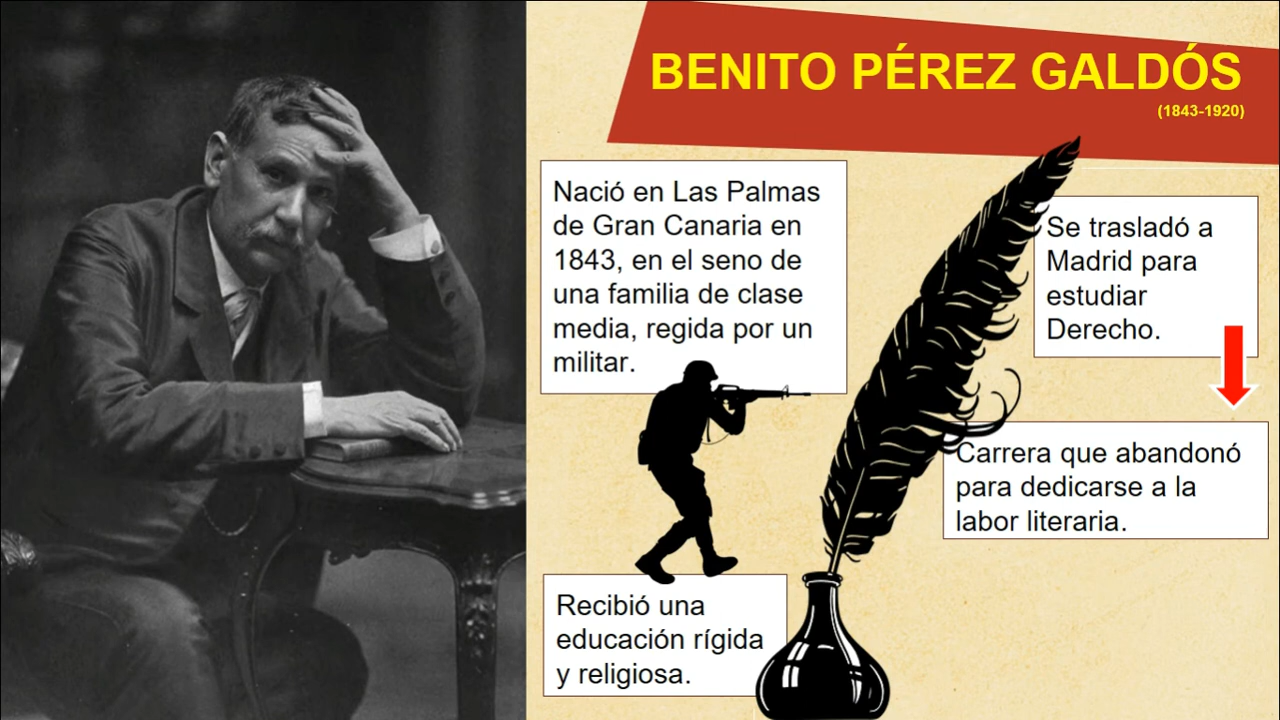 BENITO PÉREZ GALDÓS
(1843-1920)
Nació en Las Palmas
de Gran Canaria en
1843, en el seno de
una familia de clase
media, regida por un
militar.
Se trasladó a
Madrid para
estudiar
Derecho.
Carrera que abandonó
para dedicarse a la
labor literaria.
Recibió una
educación rígida
y religiosa.